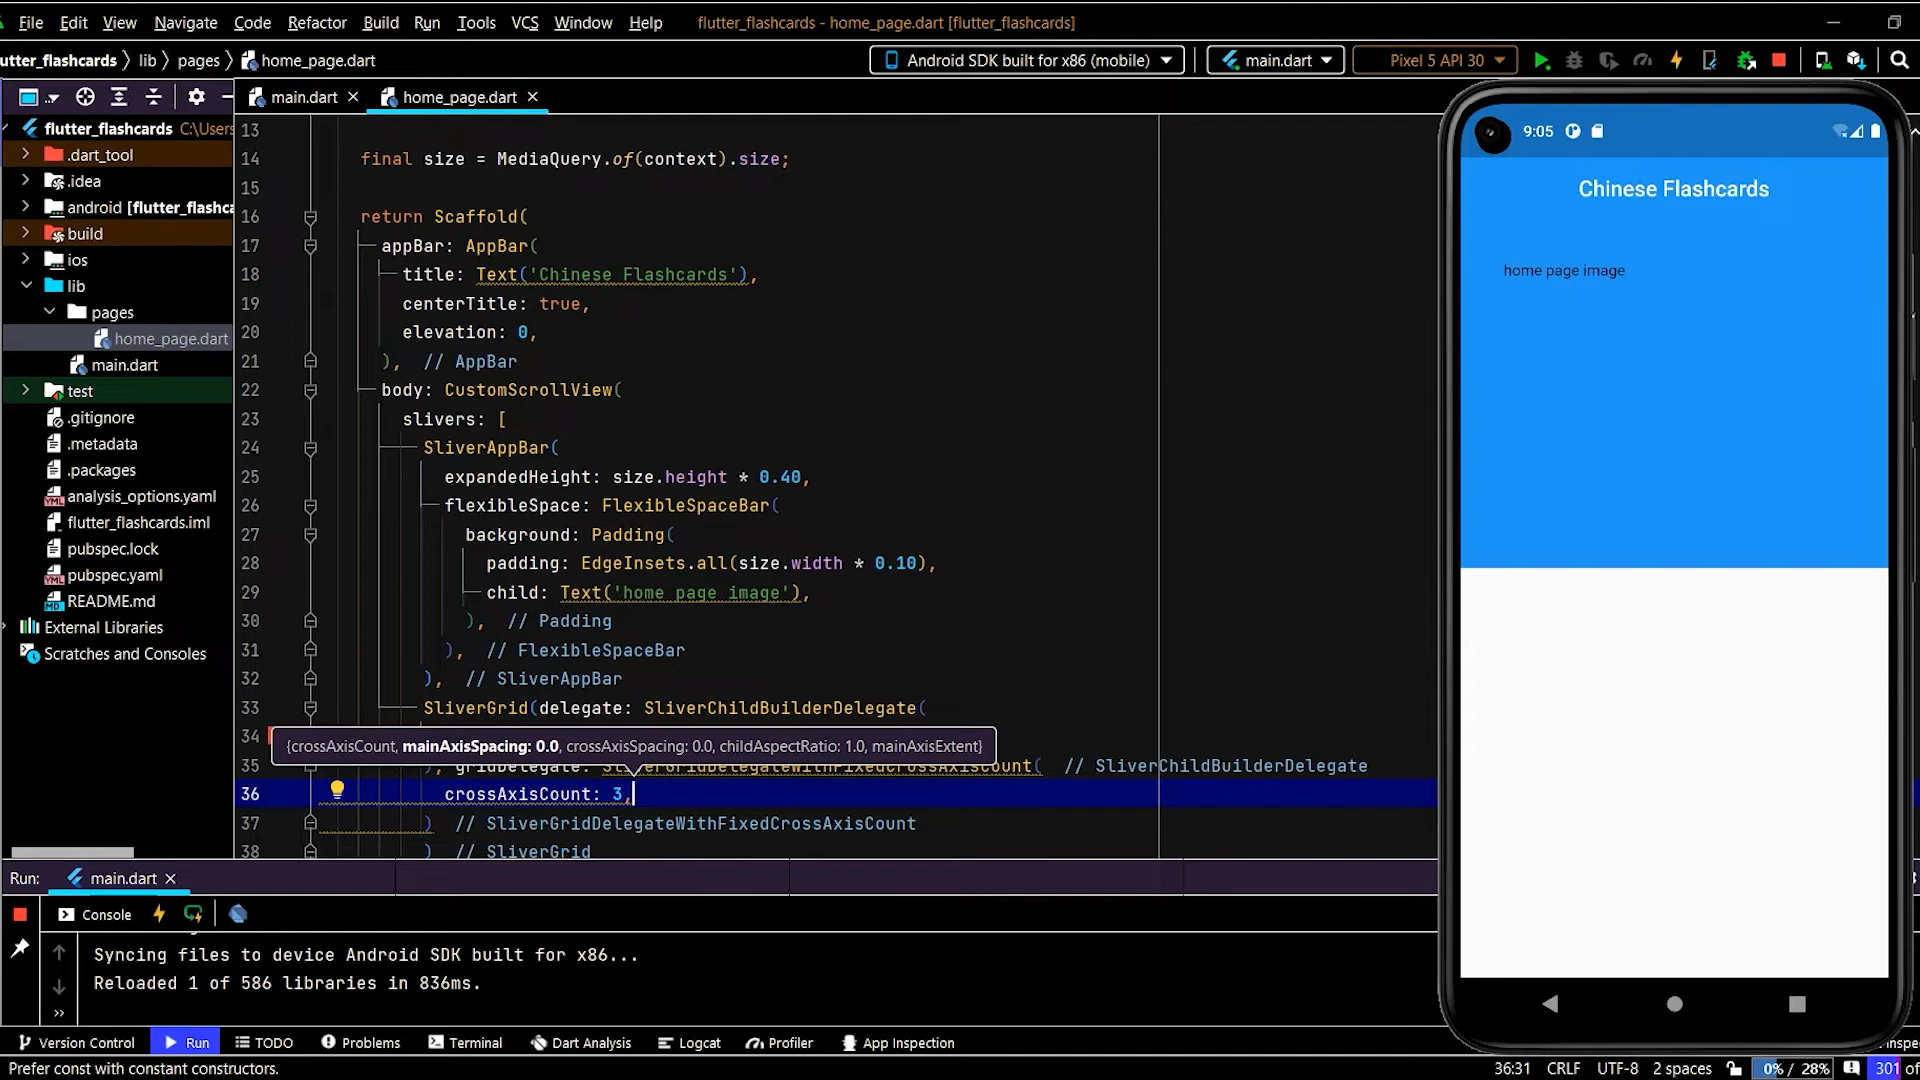 File Edit View Navigate Code Refactor Build Run Tools VCS Window Help flutter_flashcards - home_page.dart [flutter_flashcards]
utter_flashcards lib pages home_page.dart Android SDK built for x86 (mobile) main.dart Pixel 5 API 30
main.dart home_page.dart
flutter_flashcards C:\Users
.dart_tool
.idea
android [flutter_flashca
build
ios
lib
pages
home_page.dart
main.dart
test
.gitignore
.metadata
.packages
analysis_options.yaml
flutter_flashcards.iml
pubspec.lock
pubspec.yaml
README.md
External Libraries
Scratches and Consoles
13
14 final size = MediaQuery.of(context).size;
15
16 return Scaffold(
17 appBar: AppBar(
18 title: Text('Chinese Flashcards'),
19 centerTitle: true,
20 elevation: 0,
21 ), // AppBar
22 body: CustomScrollView(
23 slivers: [
24 SliverAppBar(
25 expandedHeight: size.height * 0.40,
26 flexibleSpace: FlexibleSpaceBar(
27 background: Padding(
28 padding: EdgeInsets.all(size.width * 0.10),
29 child: Text('home page image'),
30 ), // Padding
31 ), // FlexibleSpaceBar
32 ), // SliverAppBar
33 SliverGrid(delegate: SliverChildBuilderDelegate(
34
{crossAxisCount, mainAxisSpacing: 0.0, crossAxisSpacing: 0.0, childAspectRatio: 1.0, mainAxisExtent}
35 ), gridDelegate: SliverGridDelegateWithFixedCrossAxisCount( // SliverChildBuilderDelegate
36 crossAxisCount: 3,
37 ) // SliverGridDelegateWithFixedCrossAxisCount
38 ) // SliverGrid
9:05
Chinese Flashcards
home page image
Run: main.dart
Console
Syncing files to device Android SDK built for x86...
Reloaded 1 of 586 libraries in 836ms.
Version Control Run TODO Problems Terminal Dart Analysis Logcat Profiler App Inspection
Prefer const with constant constructors. 36:31 CRLF UTF-8 2 spaces 0% / 28% 301 of